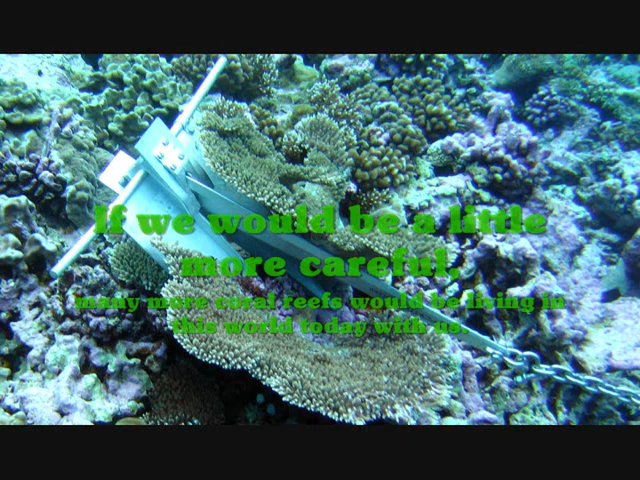 If we would be a little
more careful,
many more coral reefs would be living in
this world today with us.